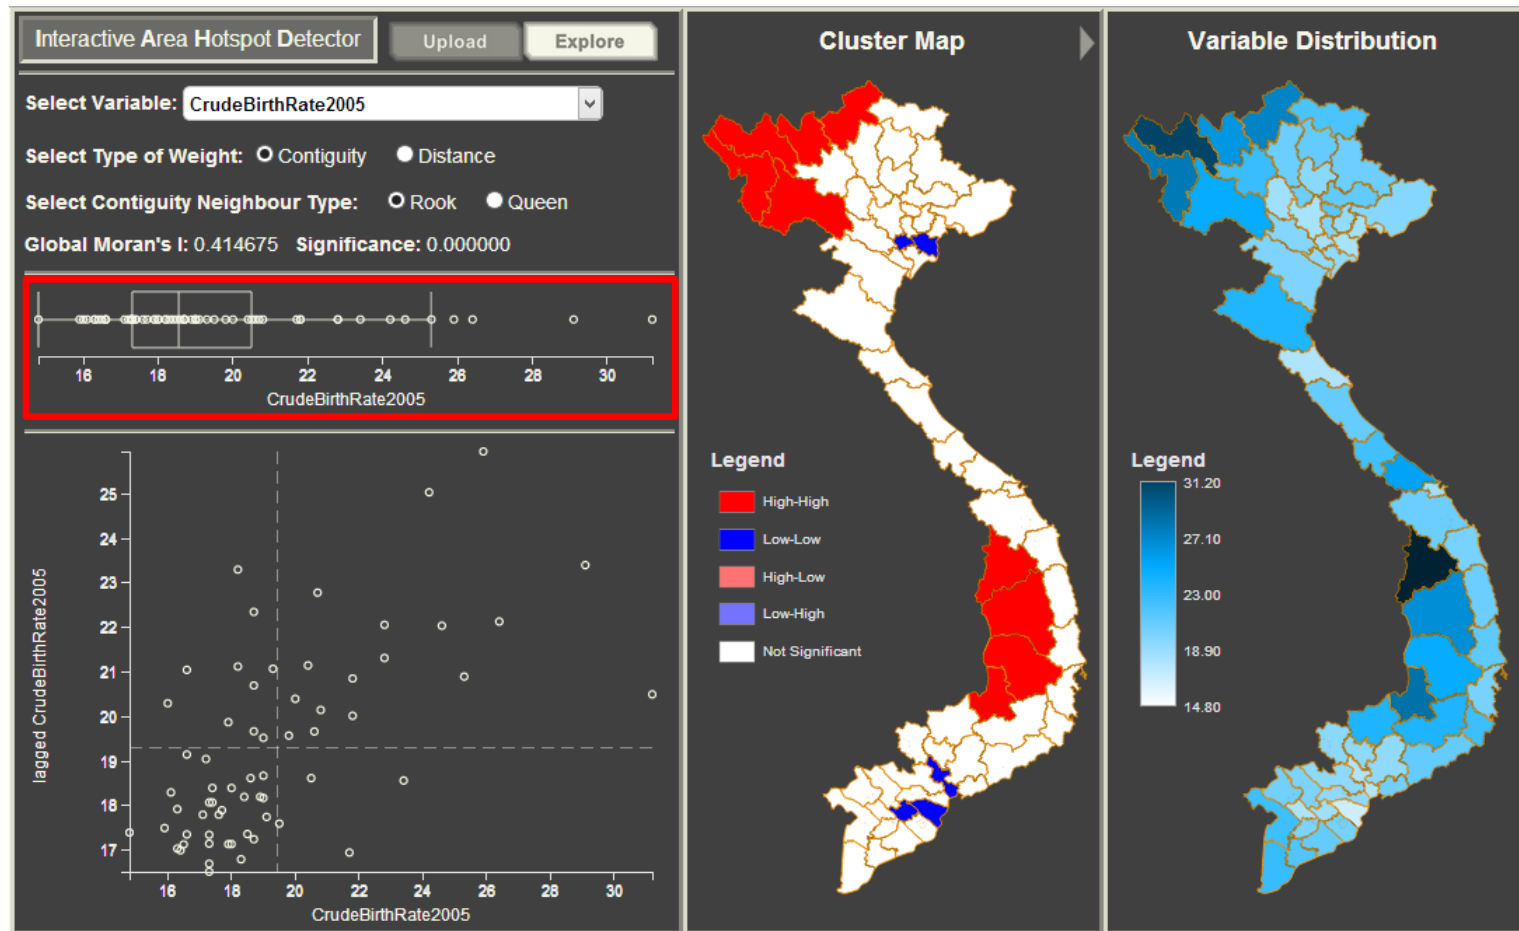 Interactive Area Hotspot Detector
Upload
Explore
Select Variable: CrudeBirthRate2005
Select Type of Weight: Contiguity Distance
Select Contiguity Neighbour Type: Rook Queen
Global Moran's I: 0.414675 Significance: 0.000000
16 18 20 22 24 26 28 30
CrudeBirthRate2005
25
24
23
22
21
20
19
18
17
lagged CrudeBirthRate2005
16 18 20 22 24 26 28 30
CrudeBirthRate2005
Cluster Map
Legend
High-High
Low-Low
High-Low
Low-High
Not Significant
Variable Distribution
Legend
31.20
27.10
23.00
18.90
14.80